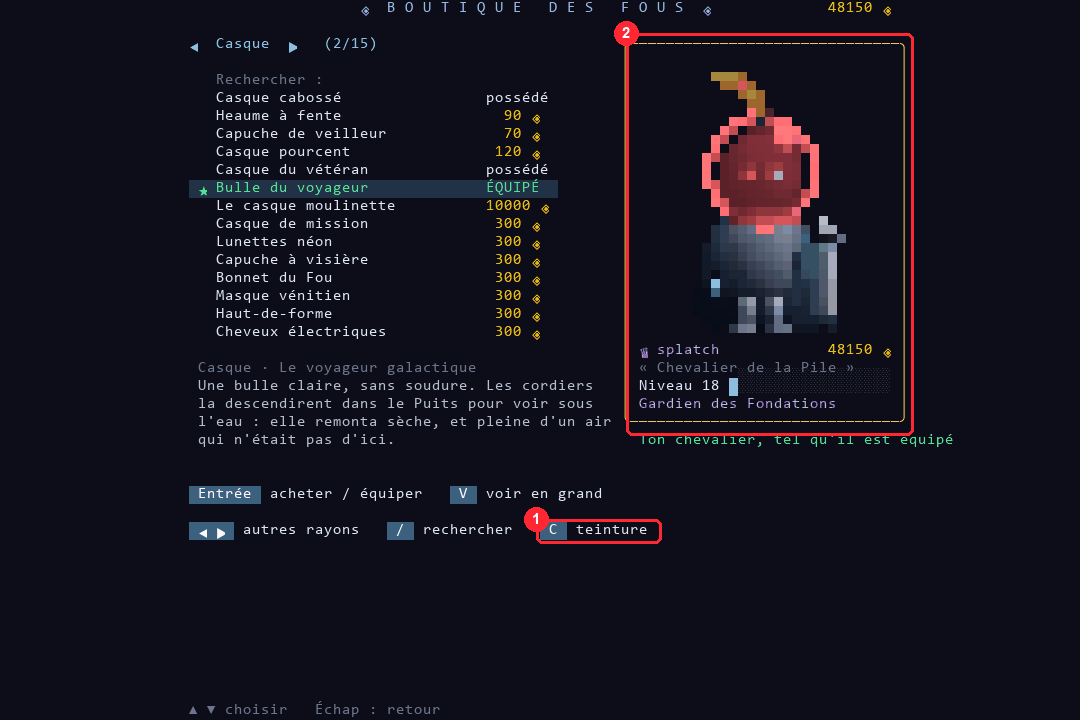 BOUTIQUE DES FOUS 48150
Casque (2/15)
Rechercher :
Casque cabossé possédé
Heaume à fente 90
Capuche de veilleur 70
Casque pourcent 120
Casque du vétéran possédé
Bulle du voyageur ÉQUIPÉ
Le casque moulinette 10000
Casque de mission 300
Lunettes néon 300
Capuche à visière 300
Bonnet du Fou 300
Masque vénitien 300
Haut-de-forme 300
Cheveux électriques 300
Casque · Le voyageur galactique
Une bulle claire, sans soudure. Les cordiers
la descendirent dans le Puits pour voir sous
l'eau : elle remonta sèche, et pleine d'un air
qui n'était pas d'ici.
2
splatch 48150
« Chevalier de la Pile »
Niveau 18
Gardien des Fondations
Ton chevalier, tel qu'il est équipé
Entrée acheter / équiper V voir en grand
◀ ▶ autres rayons / rechercher 1 C teinture
▲ ▼ choisir Échap : retour